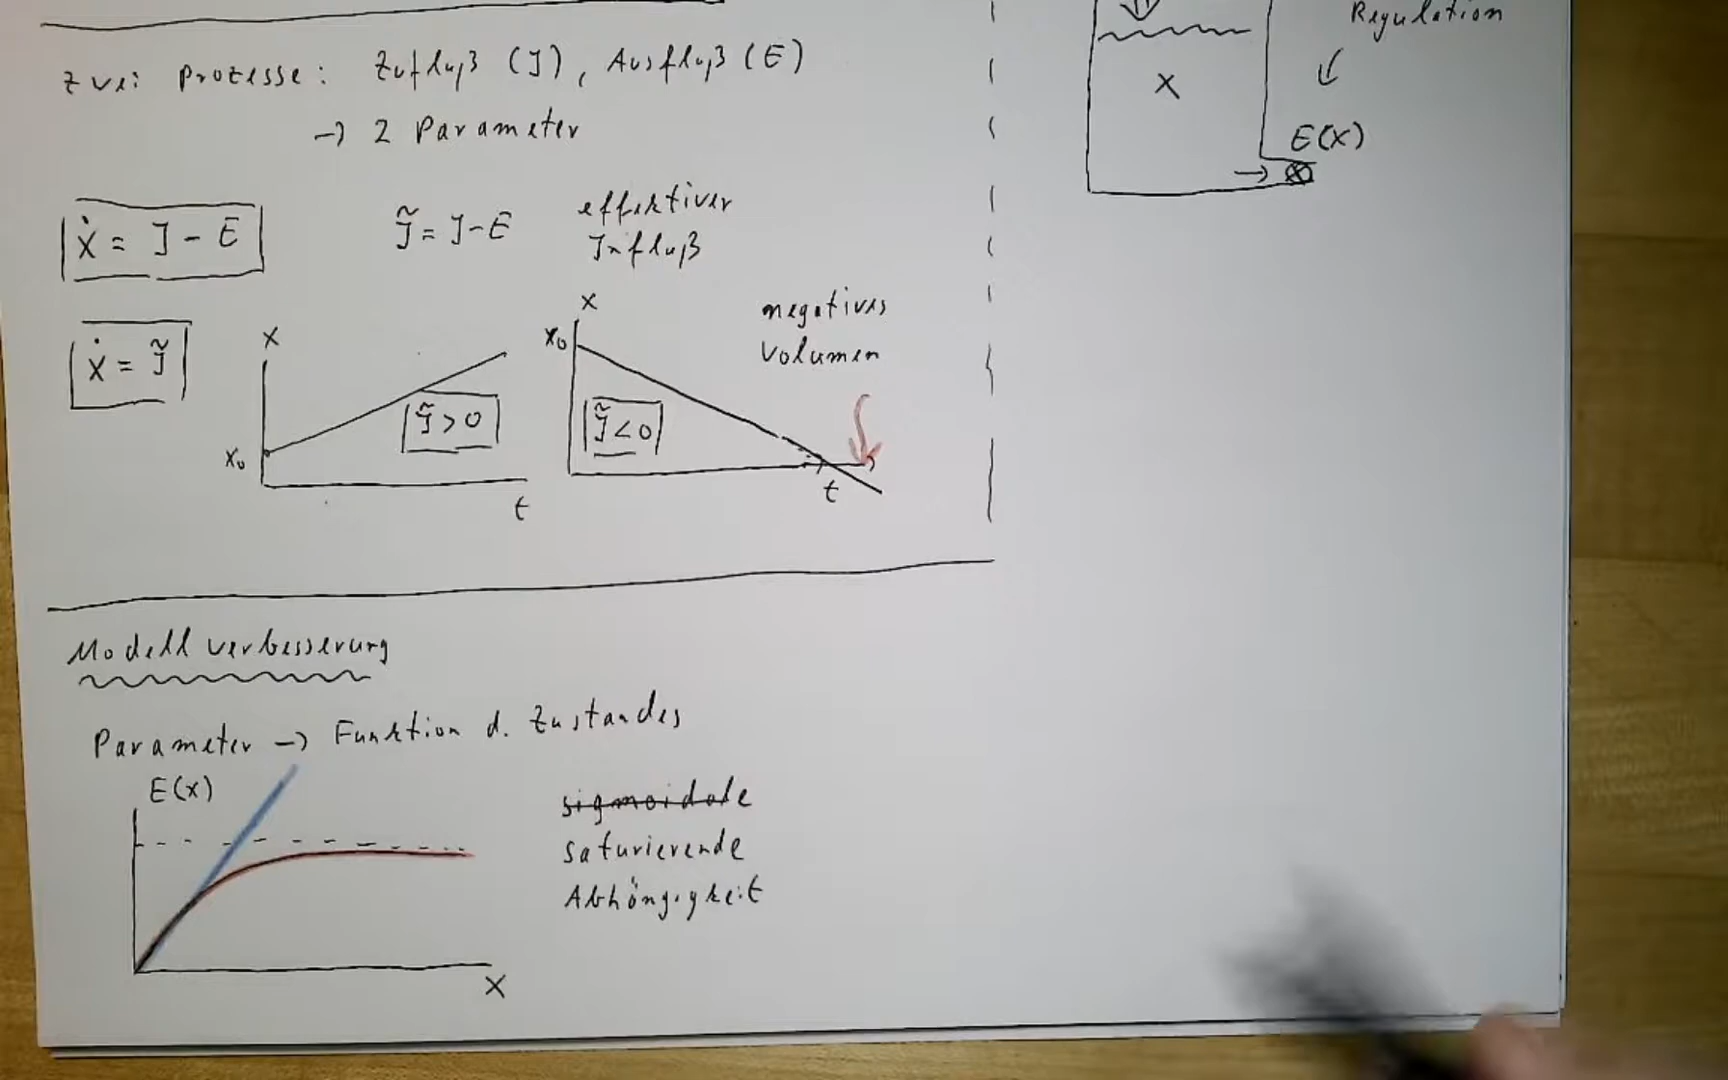 Zwei Prozesse: Zufluß (J), Ausfluß (E)
→ 2 Parameter
Ẋ = J - E
J̃ = J - E
effektiver
Influß
Ẋ = J̃
X
X₀
J̃ > 0
t
X
X₀
J̃ < 0
t
negatives
Volumen
Modellverbesserung
Parameter → Funktion d. Zustandes
E(X)
X
sigmoidale
saturierende
Abhängigkeit
Regulation
X
E(X)